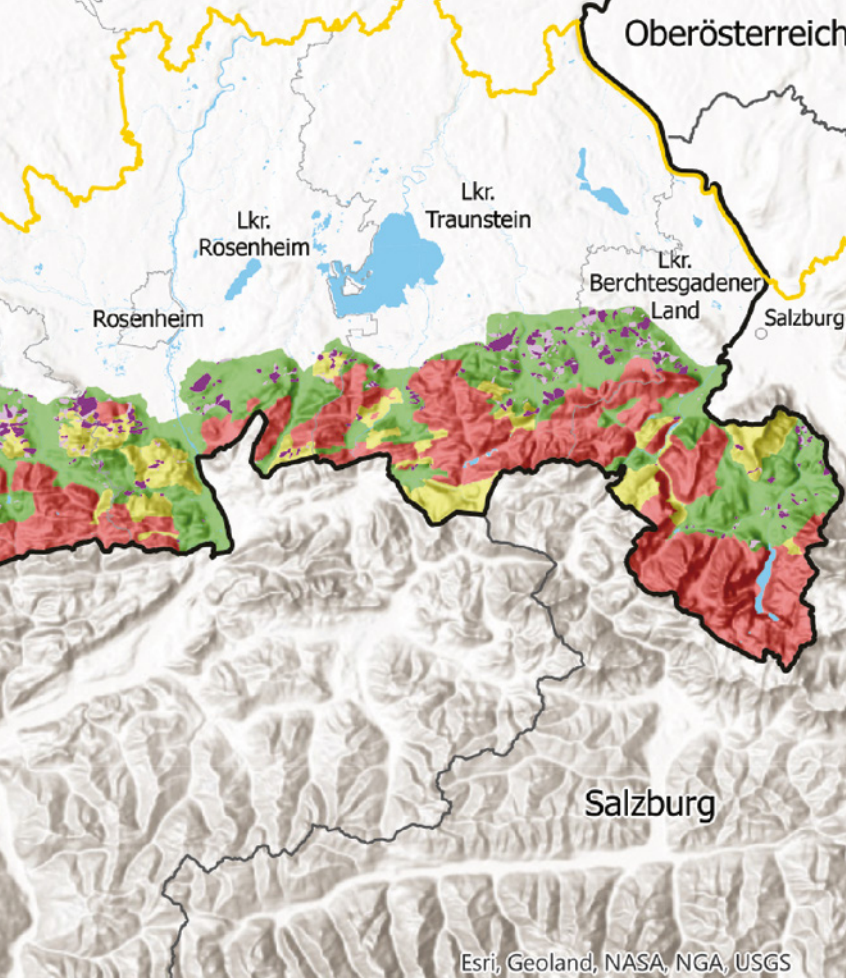 Oberösterreich
Lkr.
Traunstein
Lkr.
Rosenheim
Lkr.
Berchtesgadener
Land
Rosenheim
Salzburg
Salzburg
Esri, Geoland, NASA, NGA, USGS